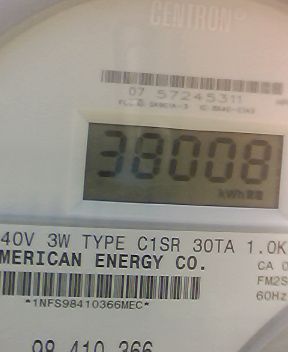 CENTRON®
07 57245311
38008
kWh
40V 3W TYPE C1SR 30TA 1.0K
MERICAN ENERGY CO.
CA 0
FM2S
60Hz
*1NFS98410366MEC*
98 410 366